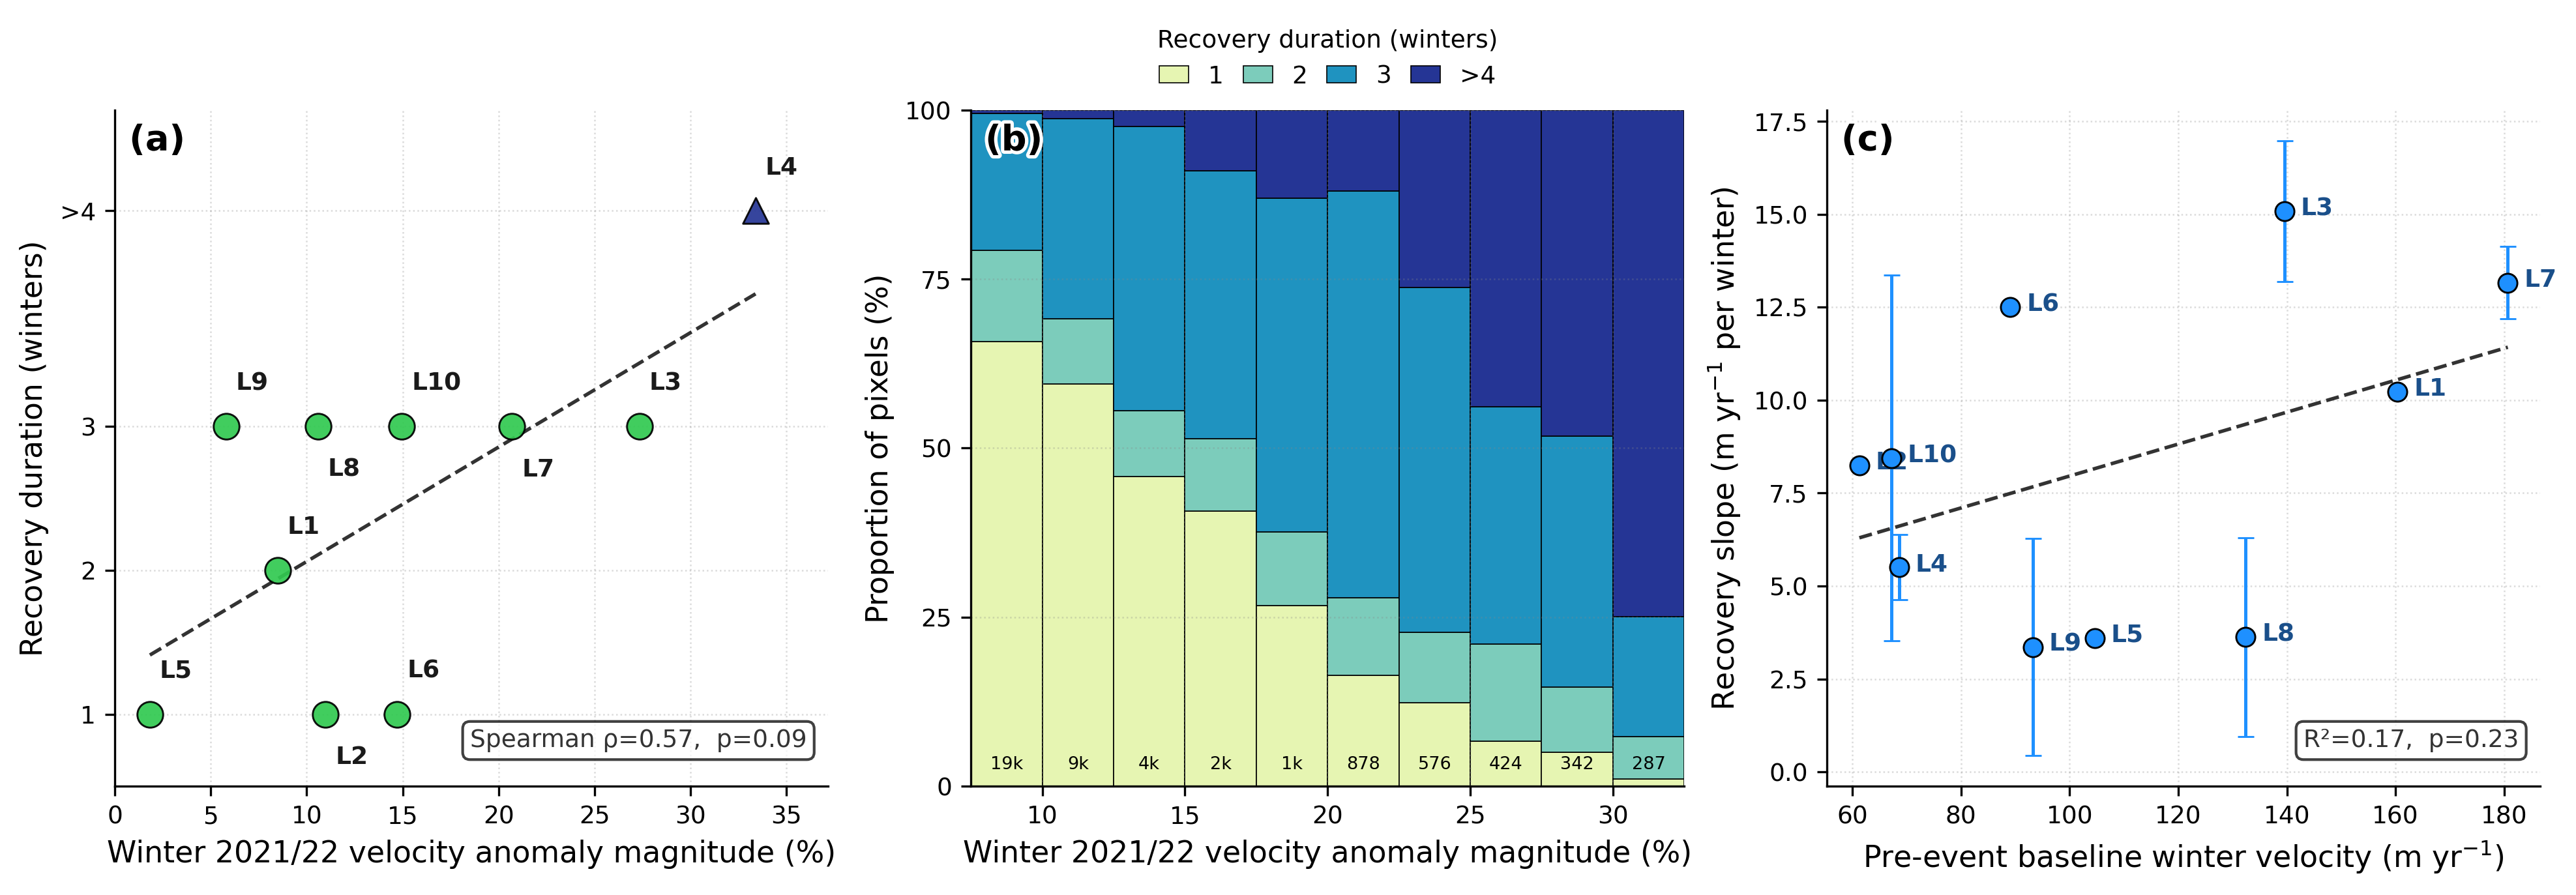 Recovery duration (winters)
1 2 3 >4
(a)
Recovery duration (winters)
>4
3
2
1
L4
L9
L10
L3
L8
L7
L1
L5
L6
L2
Spearman ρ=0.57, p=0.09
0 5 10 15 20 25 30 35
Winter 2021/22 velocity anomaly magnitude (%)
(b)
Proportion of pixels (%)
100
75
50
25
0
19k 9k 4k 2k 1k 878 576 424 342 287
10 15 20 25 30
Winter 2021/22 velocity anomaly magnitude (%)
(c)
Recovery slope (m yr⁻¹ per winter)
17.5
15.0
12.5
10.0
7.5
5.0
2.5
0.0
L3
L7
L6
L1
L10
L4
L9
L5
L8
R²=0.17, p=0.23
60 80 100 120 140 160 180
Pre-event baseline winter velocity (m yr⁻¹)